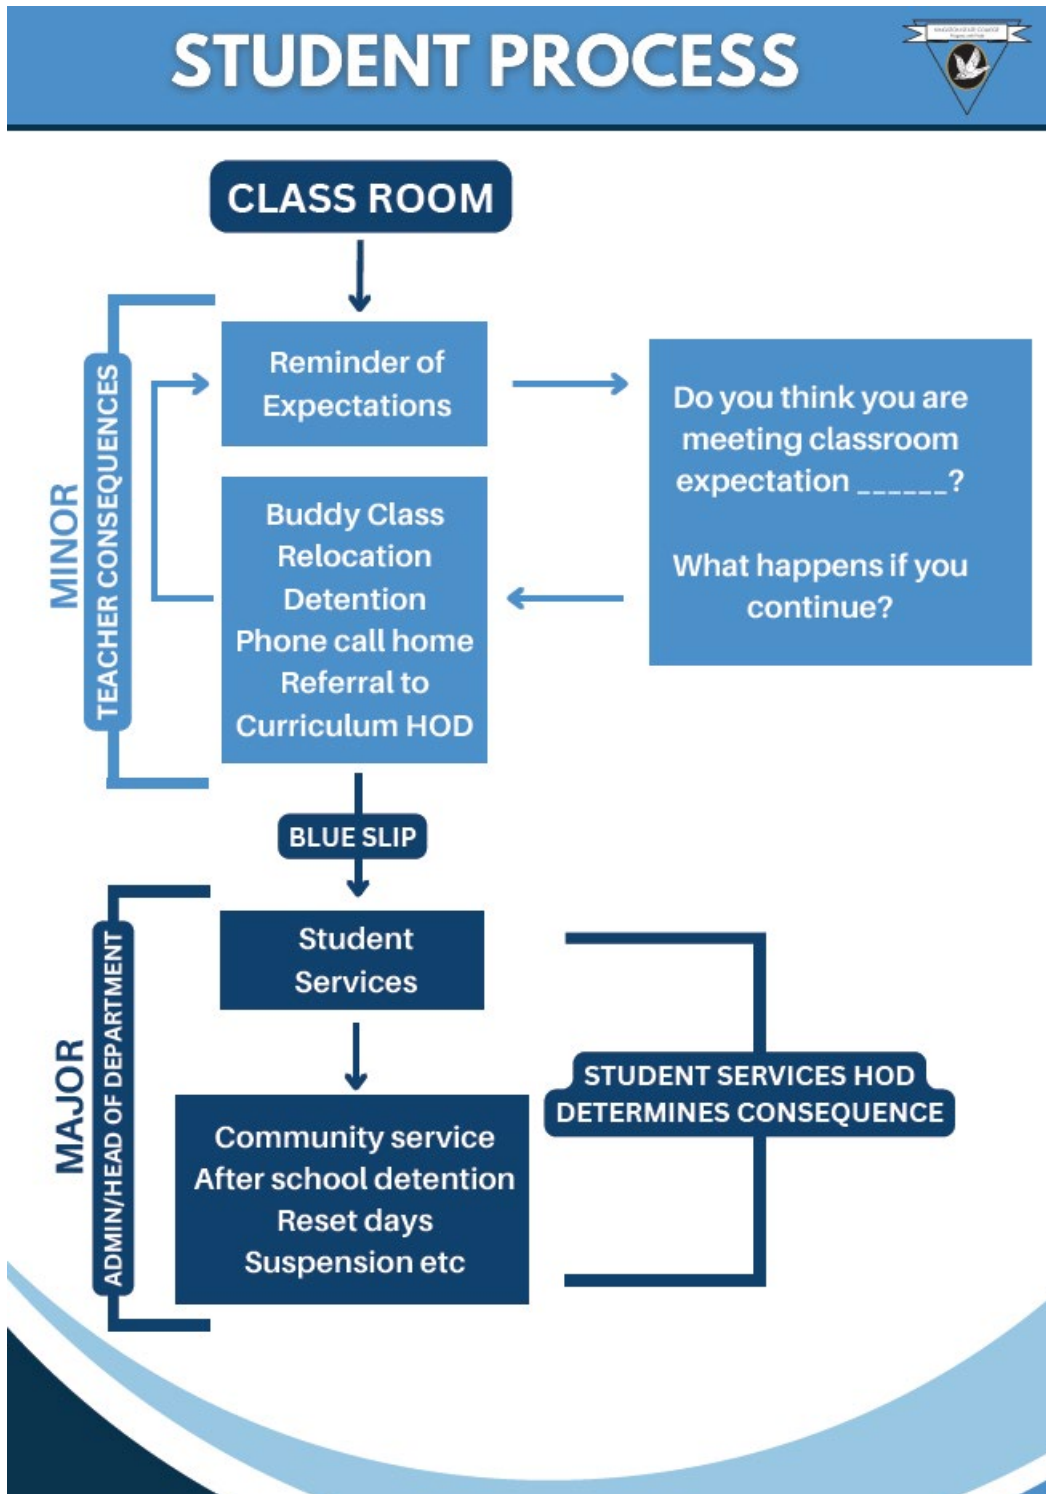 STUDENT PROCESS
CLASS ROOM
MINOR
TEACHER CONSEQUENCES
Reminder of
Expectations
Do you think you are
meeting classroom
expectation ______?
What happens if you
continue?
Buddy Class
Relocation
Detention
Phone call home
Referral to
Curriculum HOD
BLUE SLIP
MAJOR
ADMIN/HEAD OF DEPARTMENT
Student
Services
STUDENT SERVICES HOD
DETERMINES CONSEQUENCE
Community service
After school detention
Reset days
Suspension etc